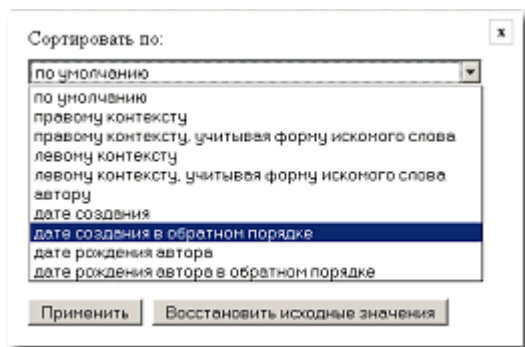 Сортировать по:
x
по умолчанию
по умолчанию
правому контексту
правому контексту, учитывая форму искомого слова
левому контексту
левому контексту, учитывая форму искомого слова
автору
дате создания
дате создания в обратном порядке
дате рождения автора
дате рождения автора в обратном порядке
Применить
Восстановить исходные значения